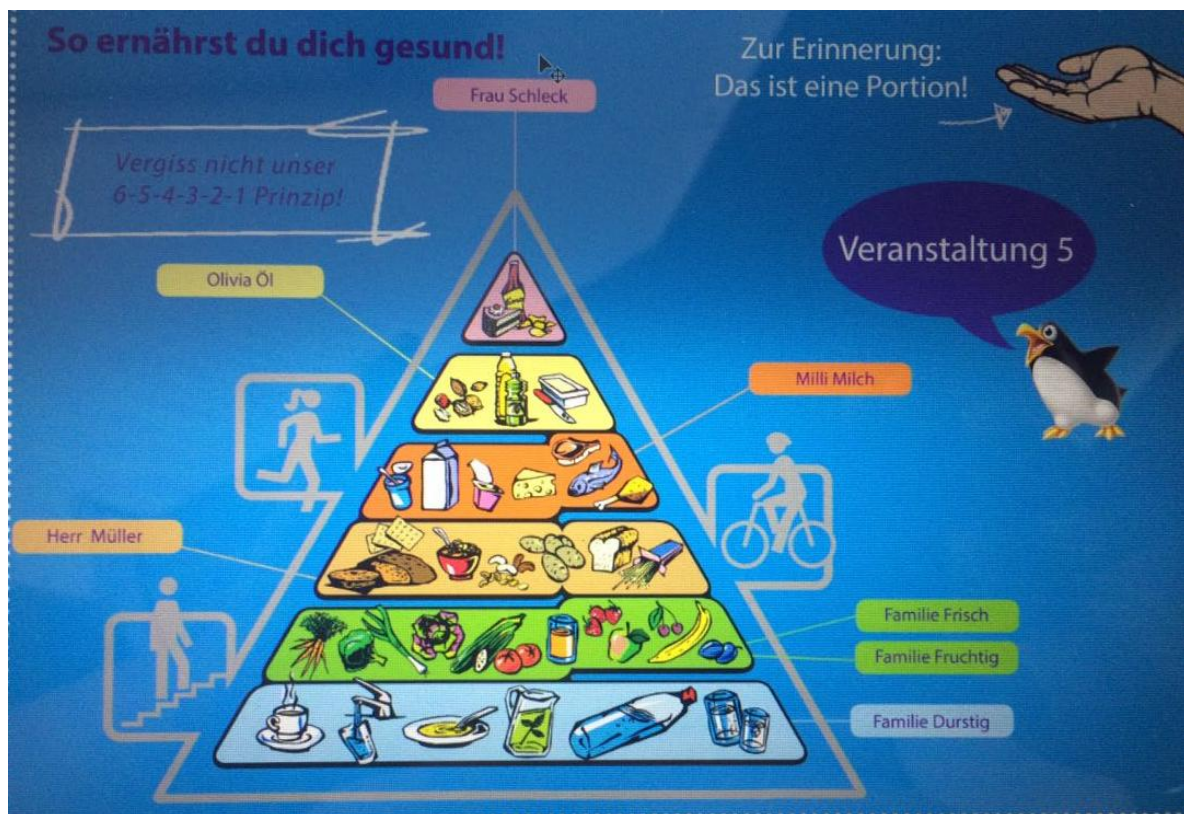 So ernährst du dich gesund!
Zur Erinnerung:
Das ist eine Portion!
Frau Schleck
Vergiss nicht unser
6-5-4-3-2-1 Prinzip!
Veranstaltung 5
Olivia Öl
Milli Milch
Herr Müller
Familie Frisch
Familie Fruchtig
Familie Durstig